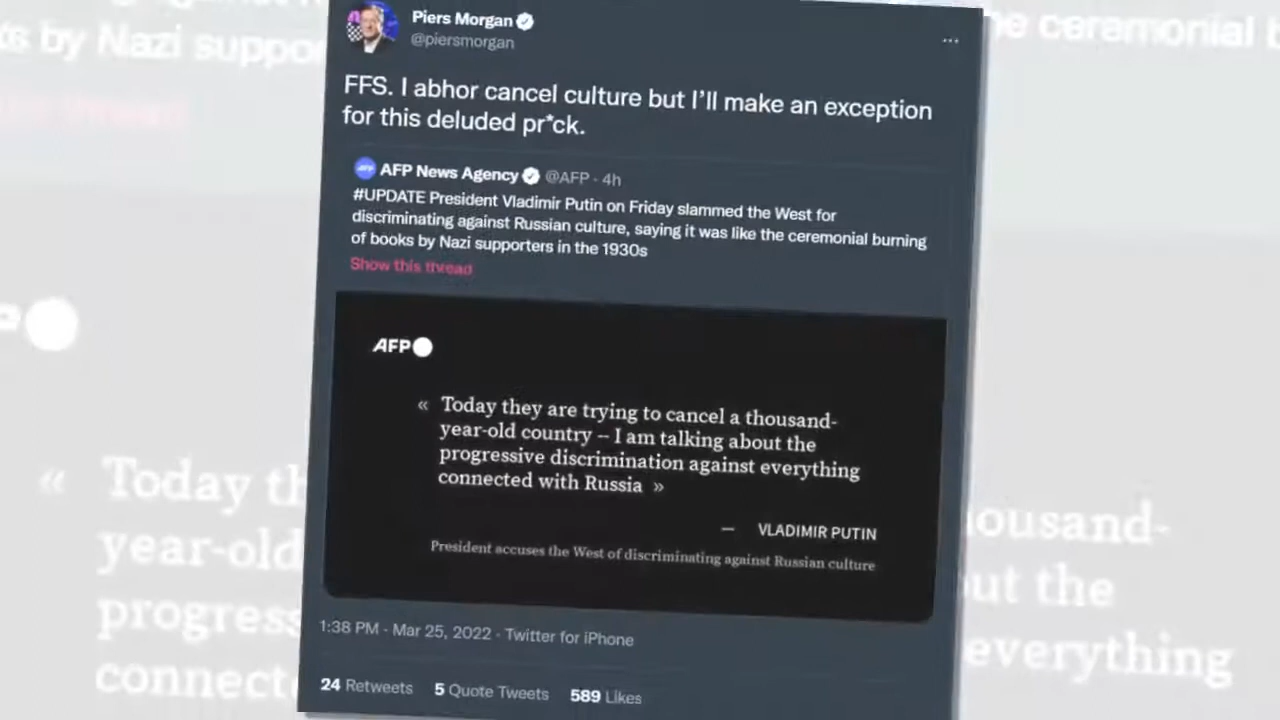 Piers Morgan
@piersmorgan
FFS. I abhor cancel culture but I'll make an exception
for this deluded pr*ck.
AFP News Agency @AFP · 4h
#UPDATE President Vladimir Putin on Friday slammed the West for
discriminating against Russian culture, saying it was like the ceremonial burning
of books by Nazi supporters in the 1930s
Show this thread
AFP
« Today they are trying to cancel a thousand-
year-old country – I am talking about the
progressive discrimination against everything
connected with Russia »
— VLADIMIR PUTIN
President accuses the West of discriminating against Russian culture
1:38 PM · Mar 25, 2022 · Twitter for iPhone
24 Retweets 5 Quote Tweets 589 Likes